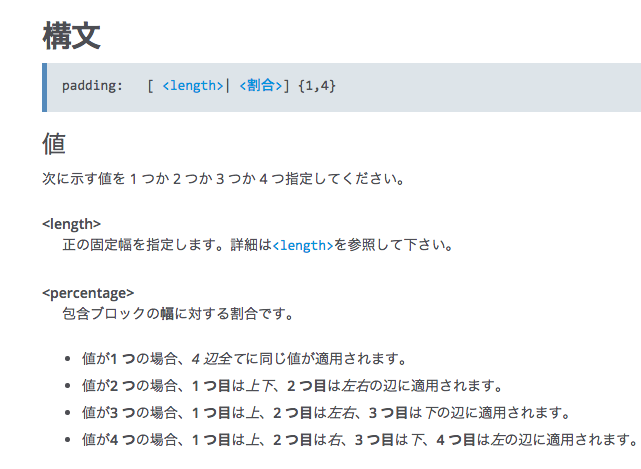 構文
padding: [ <length>| <割合>] {1,4}
値
次に示す値を 1 つか 2 つか 3 つか 4 つ指定してください。
<length>
正の固定幅を指定します。詳細は<length>を参照して下さい。
<percentage>
包含ブロックの幅に対する割合です。
• 値が1 つの場合、4 辺全てに同じ値が適用されます。
• 値が2 つの場合、1 つ目は上下、2 つ目は左右の辺に適用されます。
• 値が3 つの場合、1 つ目は上、2 つ目は左右、3 つ目は下の辺に適用されます。
• 値が4 つの場合、1 つ目は上、2 つ目は右、3 つ目は下、4 つ目は左の辺に適用されます。